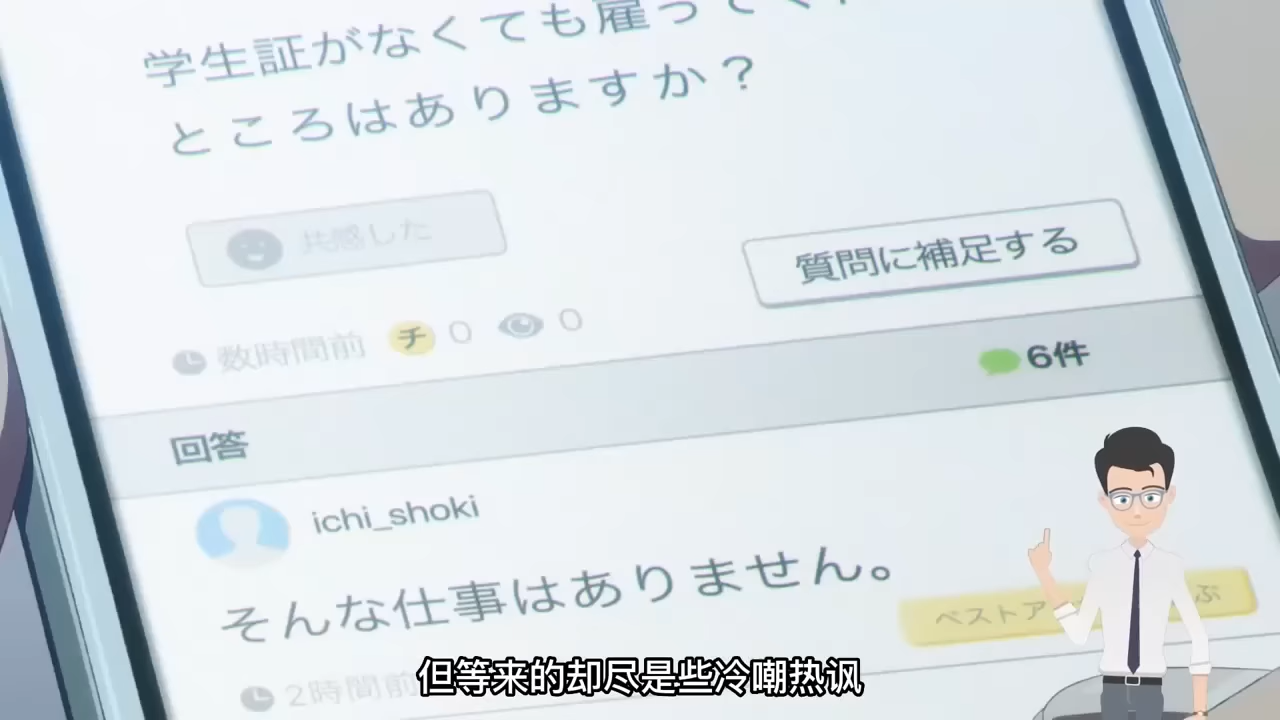 学生証がなくても雇ってく
ところはありますか？
共感した
質問に補足する
数時間前 チ 0 0
6件
回答
ichi_shoki
そんな仕事はありません。
ベストア
ぶ
2時間前
但等来的却尽是些冷嘲热讽